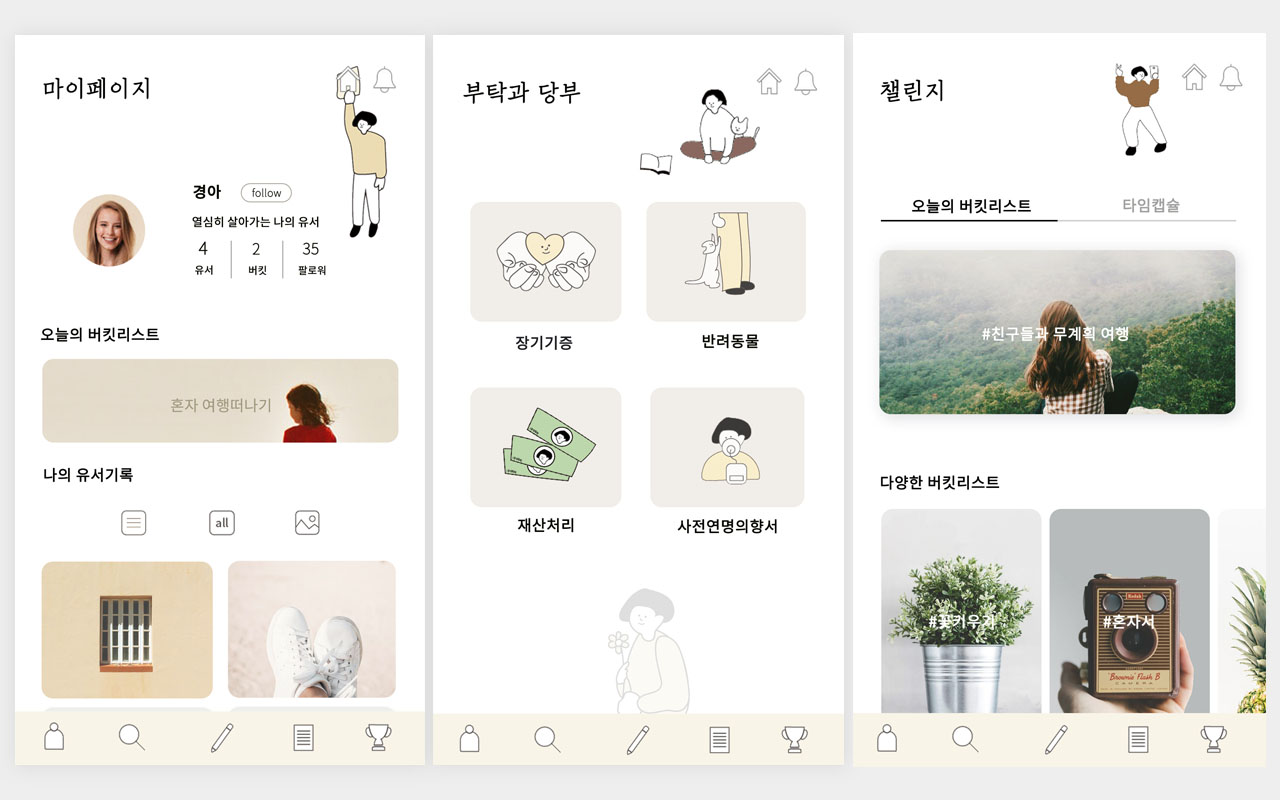 마이페이지
경아
follow
열심히 살아가는 나의 유서
4
2
35
유서
버킷
팔로워
오늘의 버킷리스트
혼자 여행떠나기
나의 유서기록
all
부탁과 당부
장기기증
반려동물
재산처리
사전연명의향서
챌린지
오늘의 버킷리스트
타임캡슐
#친구들과 무계획 여행
다양한 버킷리스트
#꽃키우기
#혼자서
Kodak
Brownie Flash B
CAMERA